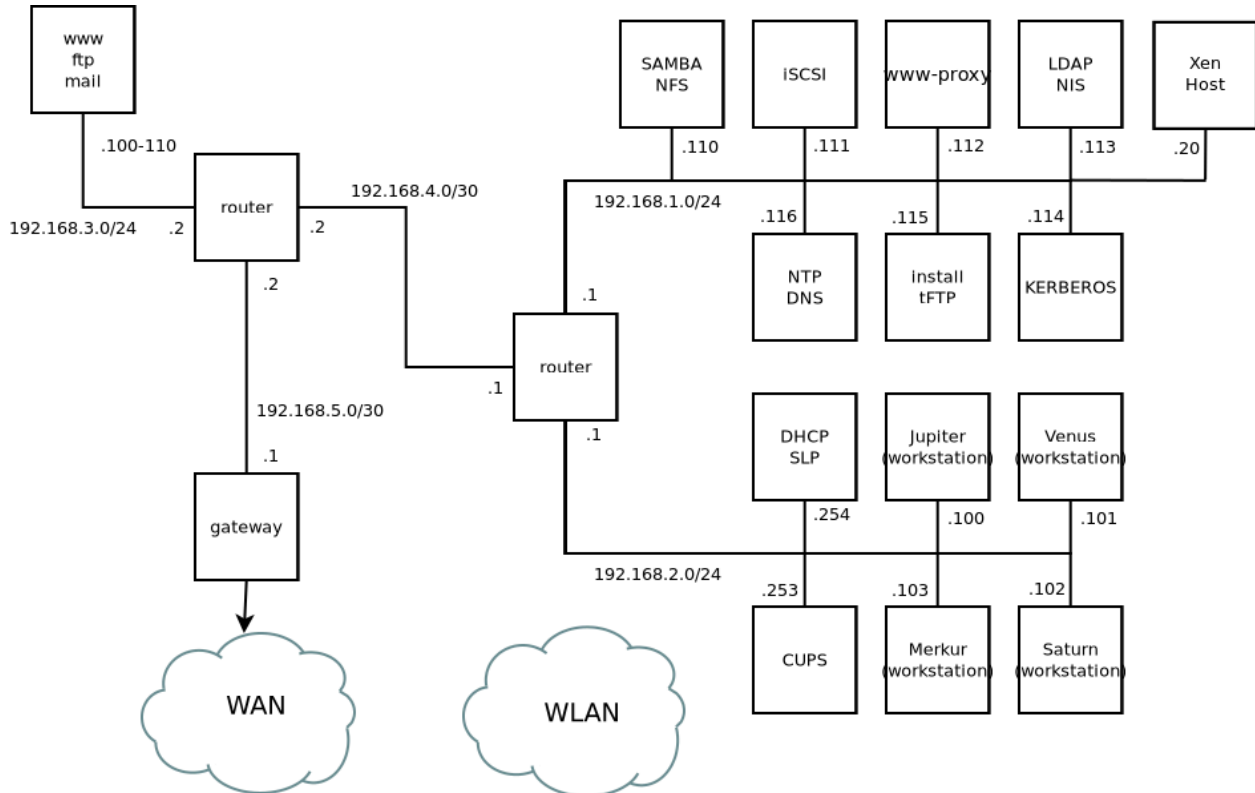 www
ftp
mail
.100-110
192.168.3.0/24
.2
router
.2
192.168.4.0/30
.2
192.168.5.0/30
.1
gateway
WAN
WLAN
SAMBA
NFS
.110
iSCSI
.111
www-proxy
.112
LDAP
NIS
.113
Xen
Host
.20
192.168.1.0/24
.116
NTP
DNS
.115
install
tFTP
.114
KERBEROS
.1
router
.1
.1
DHCP
SLP
.254
Jupiter
(workstation)
.100
Venus
(workstation)
.101
192.168.2.0/24
.253
CUPS
.103
Merkur
(workstation)
.102
Saturn
(workstation)